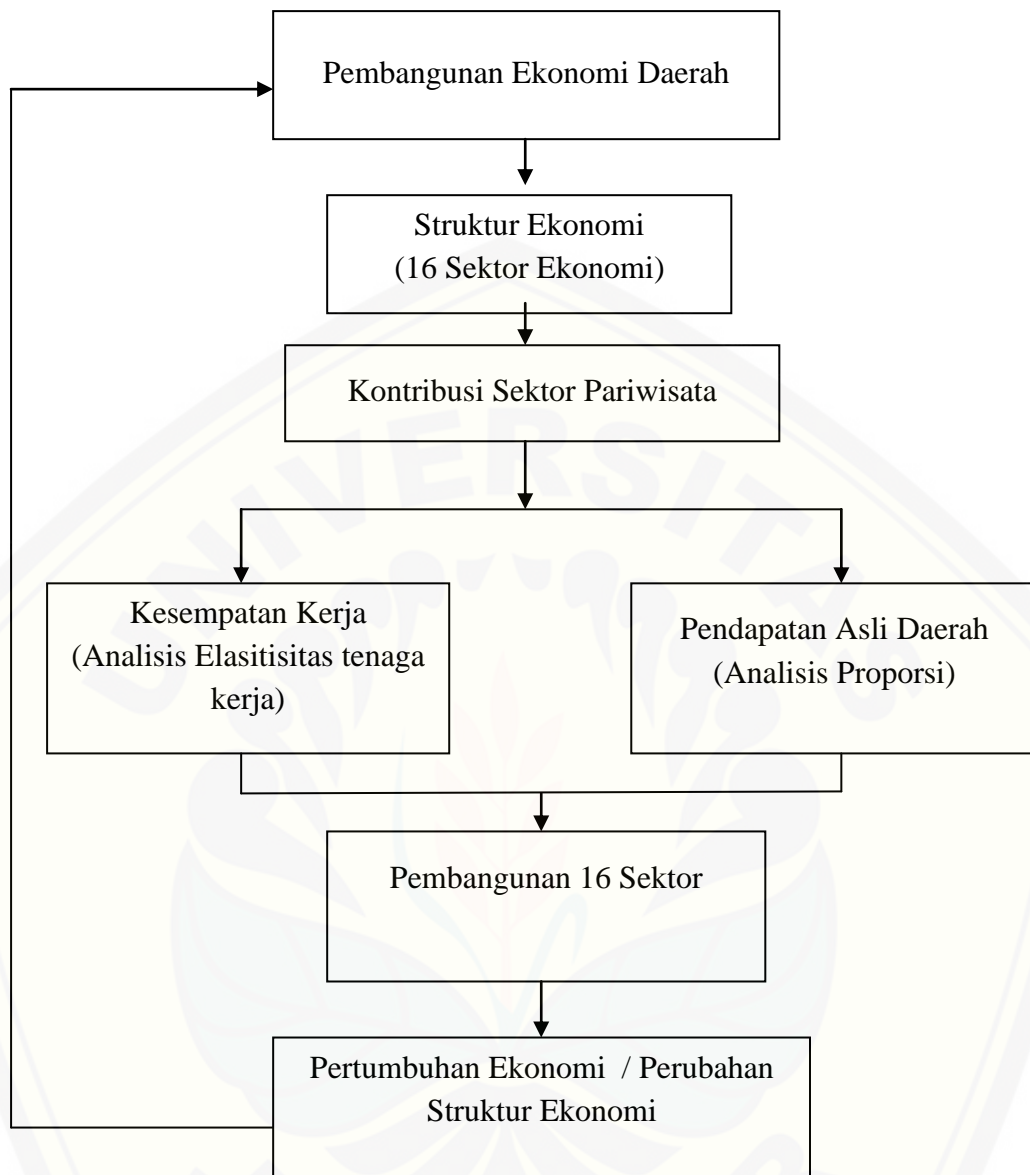 Pembangunan Ekonomi Daerah
Struktur Ekonomi
(16 Sektor Ekonomi)
Kontribusi Sektor Pariwisata
UNIVERSITAS
Kesempatan Kerja
(Analisis Elasitisitas tenaga
kerja)
Pendapatan Asli Daerah
(Analisis Proporsi)
Pembangunan 16 Sektor
Pertumbuhan Ekonomi / Perubahan
Struktur Ekonomi